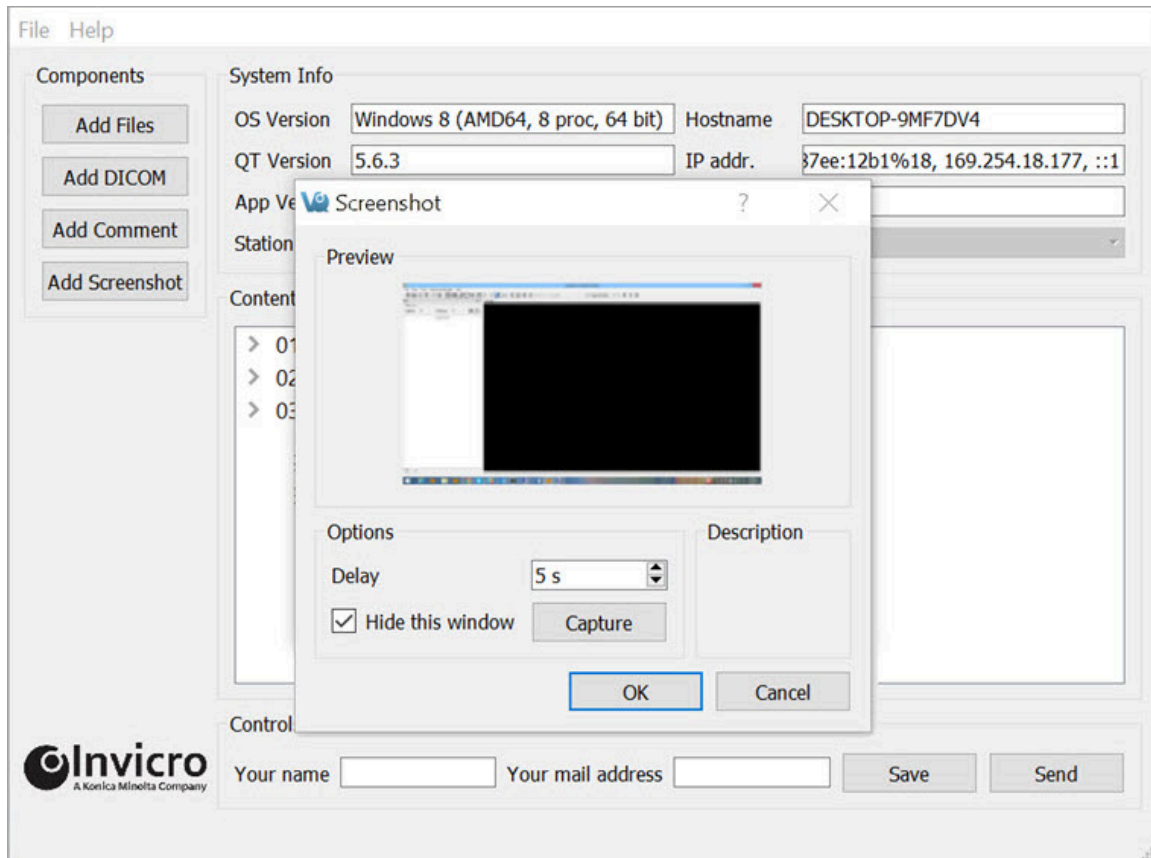 File Help
Components
Add Files
Add DICOM
Add Comment
Add Screenshot
System Info
OS Version Windows 8 (AMD64, 8 proc, 64 bit) Hostname DESKTOP-9MF7DV4
QT Version 5.6.3 IP addr. 37ee:12b1%18, 169.254.18.177, ::1
App Ve
Station
Content
01
02
03
Screenshot ?
Preview
Options
Delay 5 s
Hide this window Capture
Description
OK Cancel
Control
Your name Your mail address Save Send
Invicro
A Konica Minolta Company